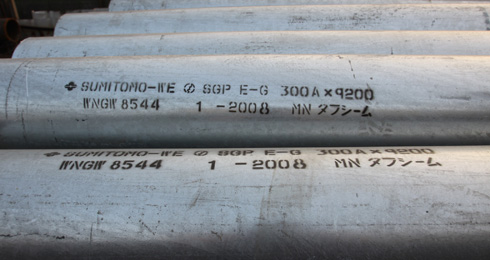 SUMITOMO-WE SGP E-G 300A×9200
WNGW 8544 1-2008 MN タフシーム
SUMITOMO-WE SGP E-G 300A×9200
WNGW 8544 1-2008 MN タフシーム